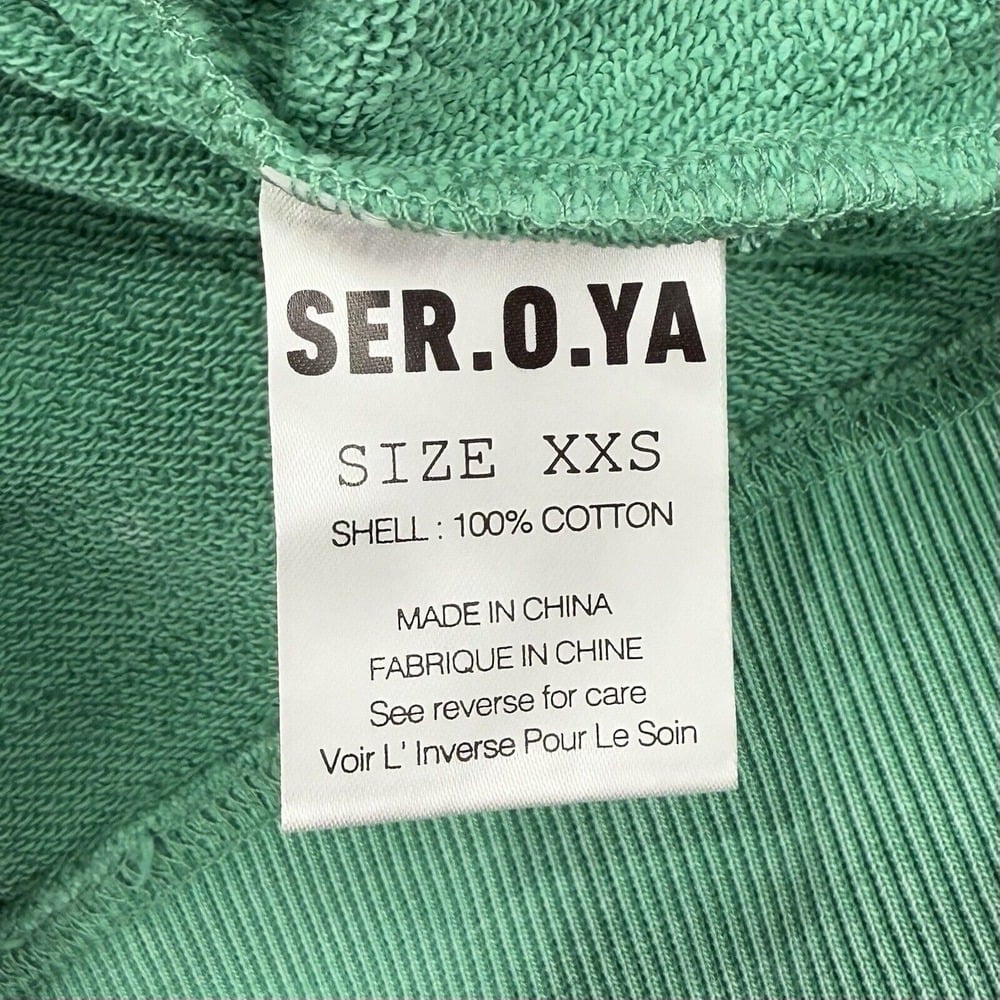 SER.O.YA
SIZE XXS
SHELL : 100% COTTON
MADE IN CHINA
FABRIQUE IN CHINE
See reverse for care
Voir L' Inverse Pour Le Soin